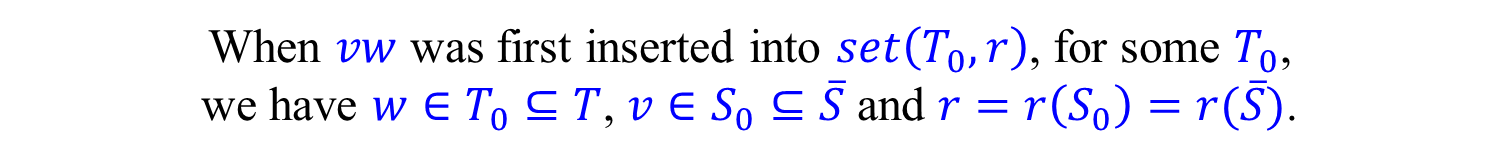 When vw was first inserted into set(T₀, r), for some T₀,
we have w ∈ T₀ ⊆ T, v ∈ S₀ ⊆ S̄ and r = r(S₀) = r(S̄).